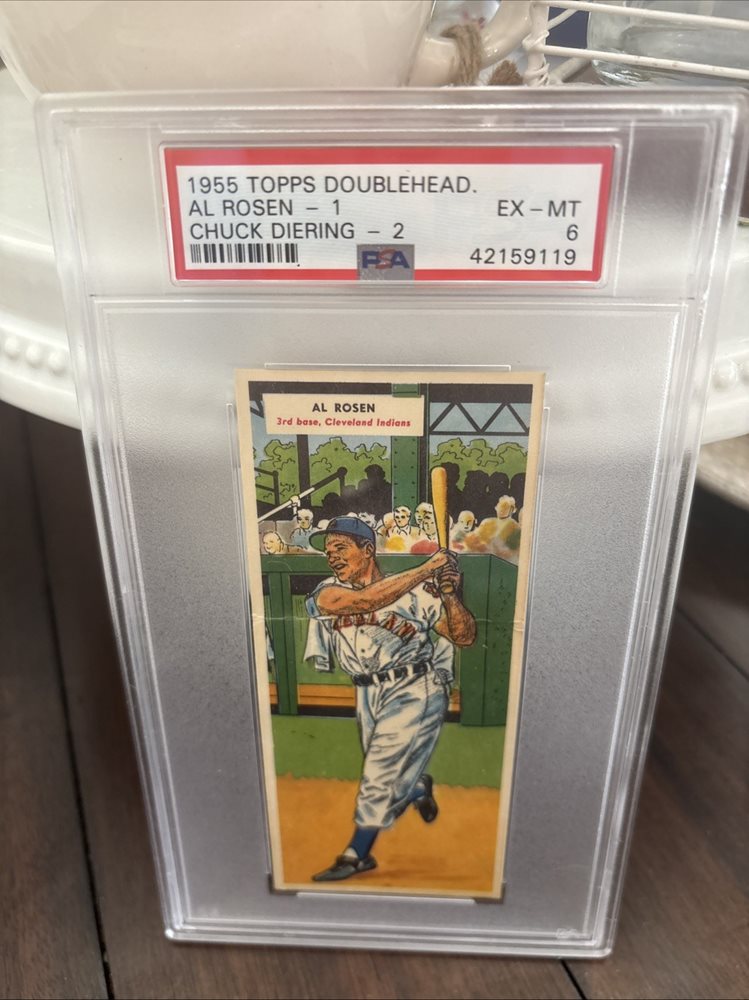 1955 TOPPS DOUBLEHEAD.
AL ROSEN - 1 EX-MT
CHUCK DIERING - 2 6
PSA 42159119
AL ROSEN
3rd base, Cleveland Indians